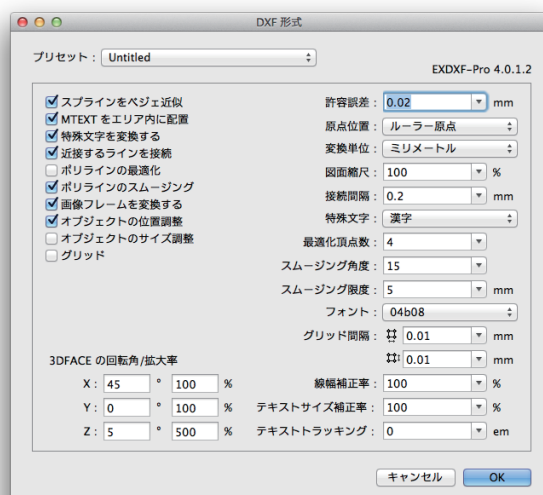 DXF 形式
プリセット： Untitled
EXDXF-Pro 4.0.1.2
スプラインをベジェ近似
MTEXT をエリア内に配置
特殊文字を変換する
近接するラインを接続
ポリラインの最適化
ポリラインのスムージング
画像フレームを変換する
オブジェクトの位置調整
オブジェクトのサイズ調整
グリッド
許容誤差： 0.02 mm
原点位置： ルーラー原点
変換単位： ミリメートル
図面縮尺： 100 %
接続間隔： 0.2 mm
特殊文字： 漢字
最適化頂点数： 4
スムージング角度： 15
スムージング限度： 5 mm
フォント： 04b08
グリッド間隔： 0.01 mm
0.01 mm
3DFACE の回転角/拡大率
X： 45 ° 100 %
Y： 0 ° 100 %
Z： 5 ° 500 %
線幅補正率： 100 %
テキストサイズ補正率： 100 %
テキストトラッキング： 0 em
キャンセル
OK